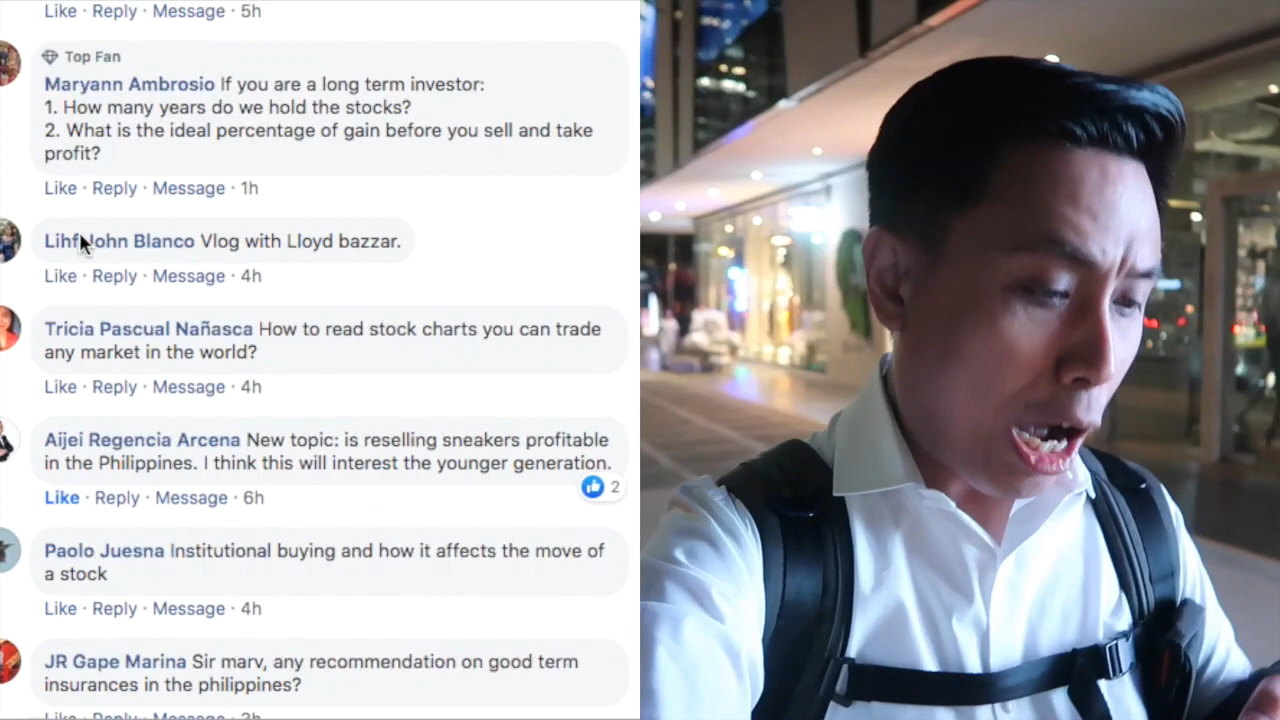 Like · Reply · Message · 5h
Top Fan
Maryann Ambrosio If you are a long term investor:
1. How many years do we hold the stocks?
2. What is the ideal percentage of gain before you sell and take
profit?
Like · Reply · Message · 1h
John Blanco Vlog with Lloyd bazzar.
Like · Reply · Message · 4h
Tricia Pascual Nañasca How to read stock charts you can trade
any market in the world?
Like · Reply · Message · 4h
Aijei Regencia Arcena New topic: is reselling sneakers profitable
in the Philippines. I think this will interest the younger generation.
2
Like · Reply · Message · 6h
Paolo Juesna Institutional buying and how it affects the move of
a stock
Like · Reply · Message · 4h
JR Gape Marina Sir marv, any recommendation on good term
insurances in the philippines?
Like · Reply · Message · 3h